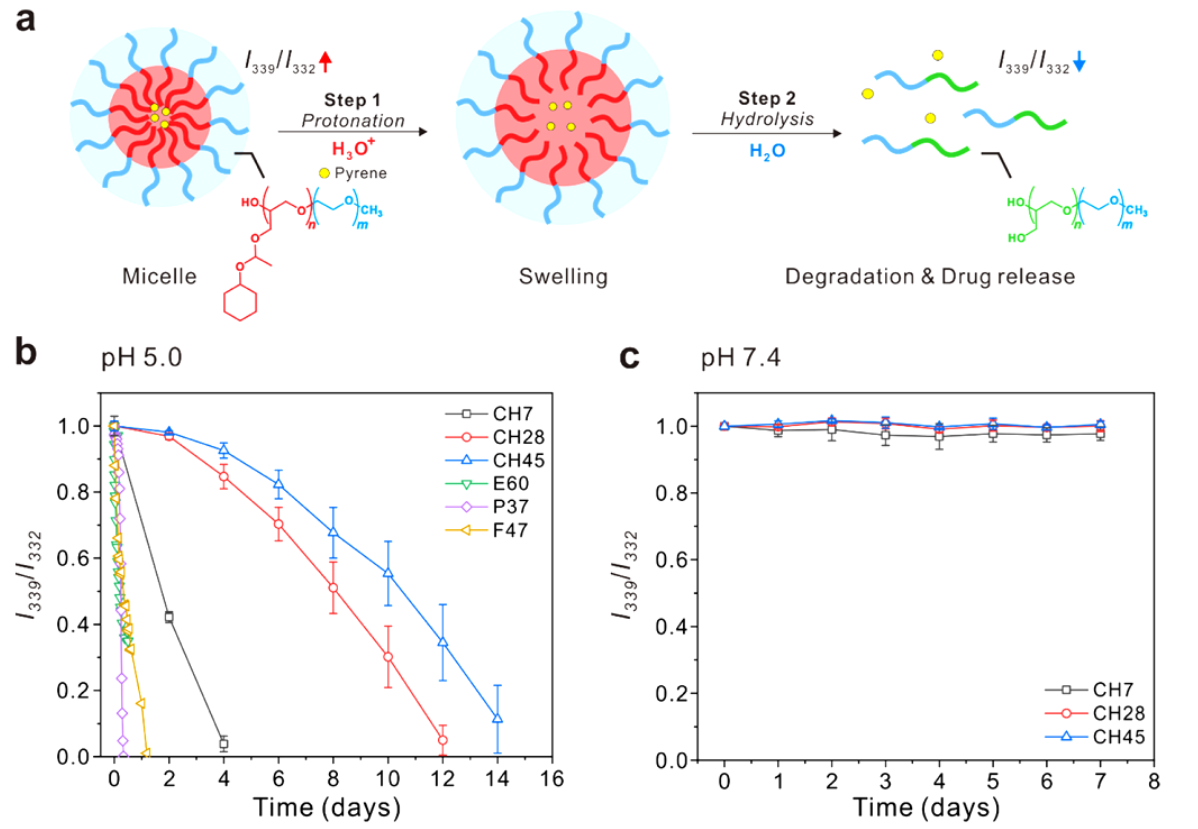 a
I339/I332
Step 1
Protonation
H3O+
Pyrene
HO
O
n
O
m
CH3
O
O
Micelle
Swelling
Step 2
Hydrolysis
H2O
I339/I332
HO
O
n
O
m
CH3
HO
Degradation & Drug release
b
pH 5.0
I339/I332
1.0
0.8
0.6
0.4
0.2
0.0
CH7
CH28
CH45
E60
P37
F47
0 2 4 6 8 10 12 14 16
Time (days)
c
pH 7.4
I339/I332
1.0
0.8
0.6
0.4
0.2
0.0
CH7
CH28
CH45
0 1 2 3 4 5 6 7 8
Time (days)